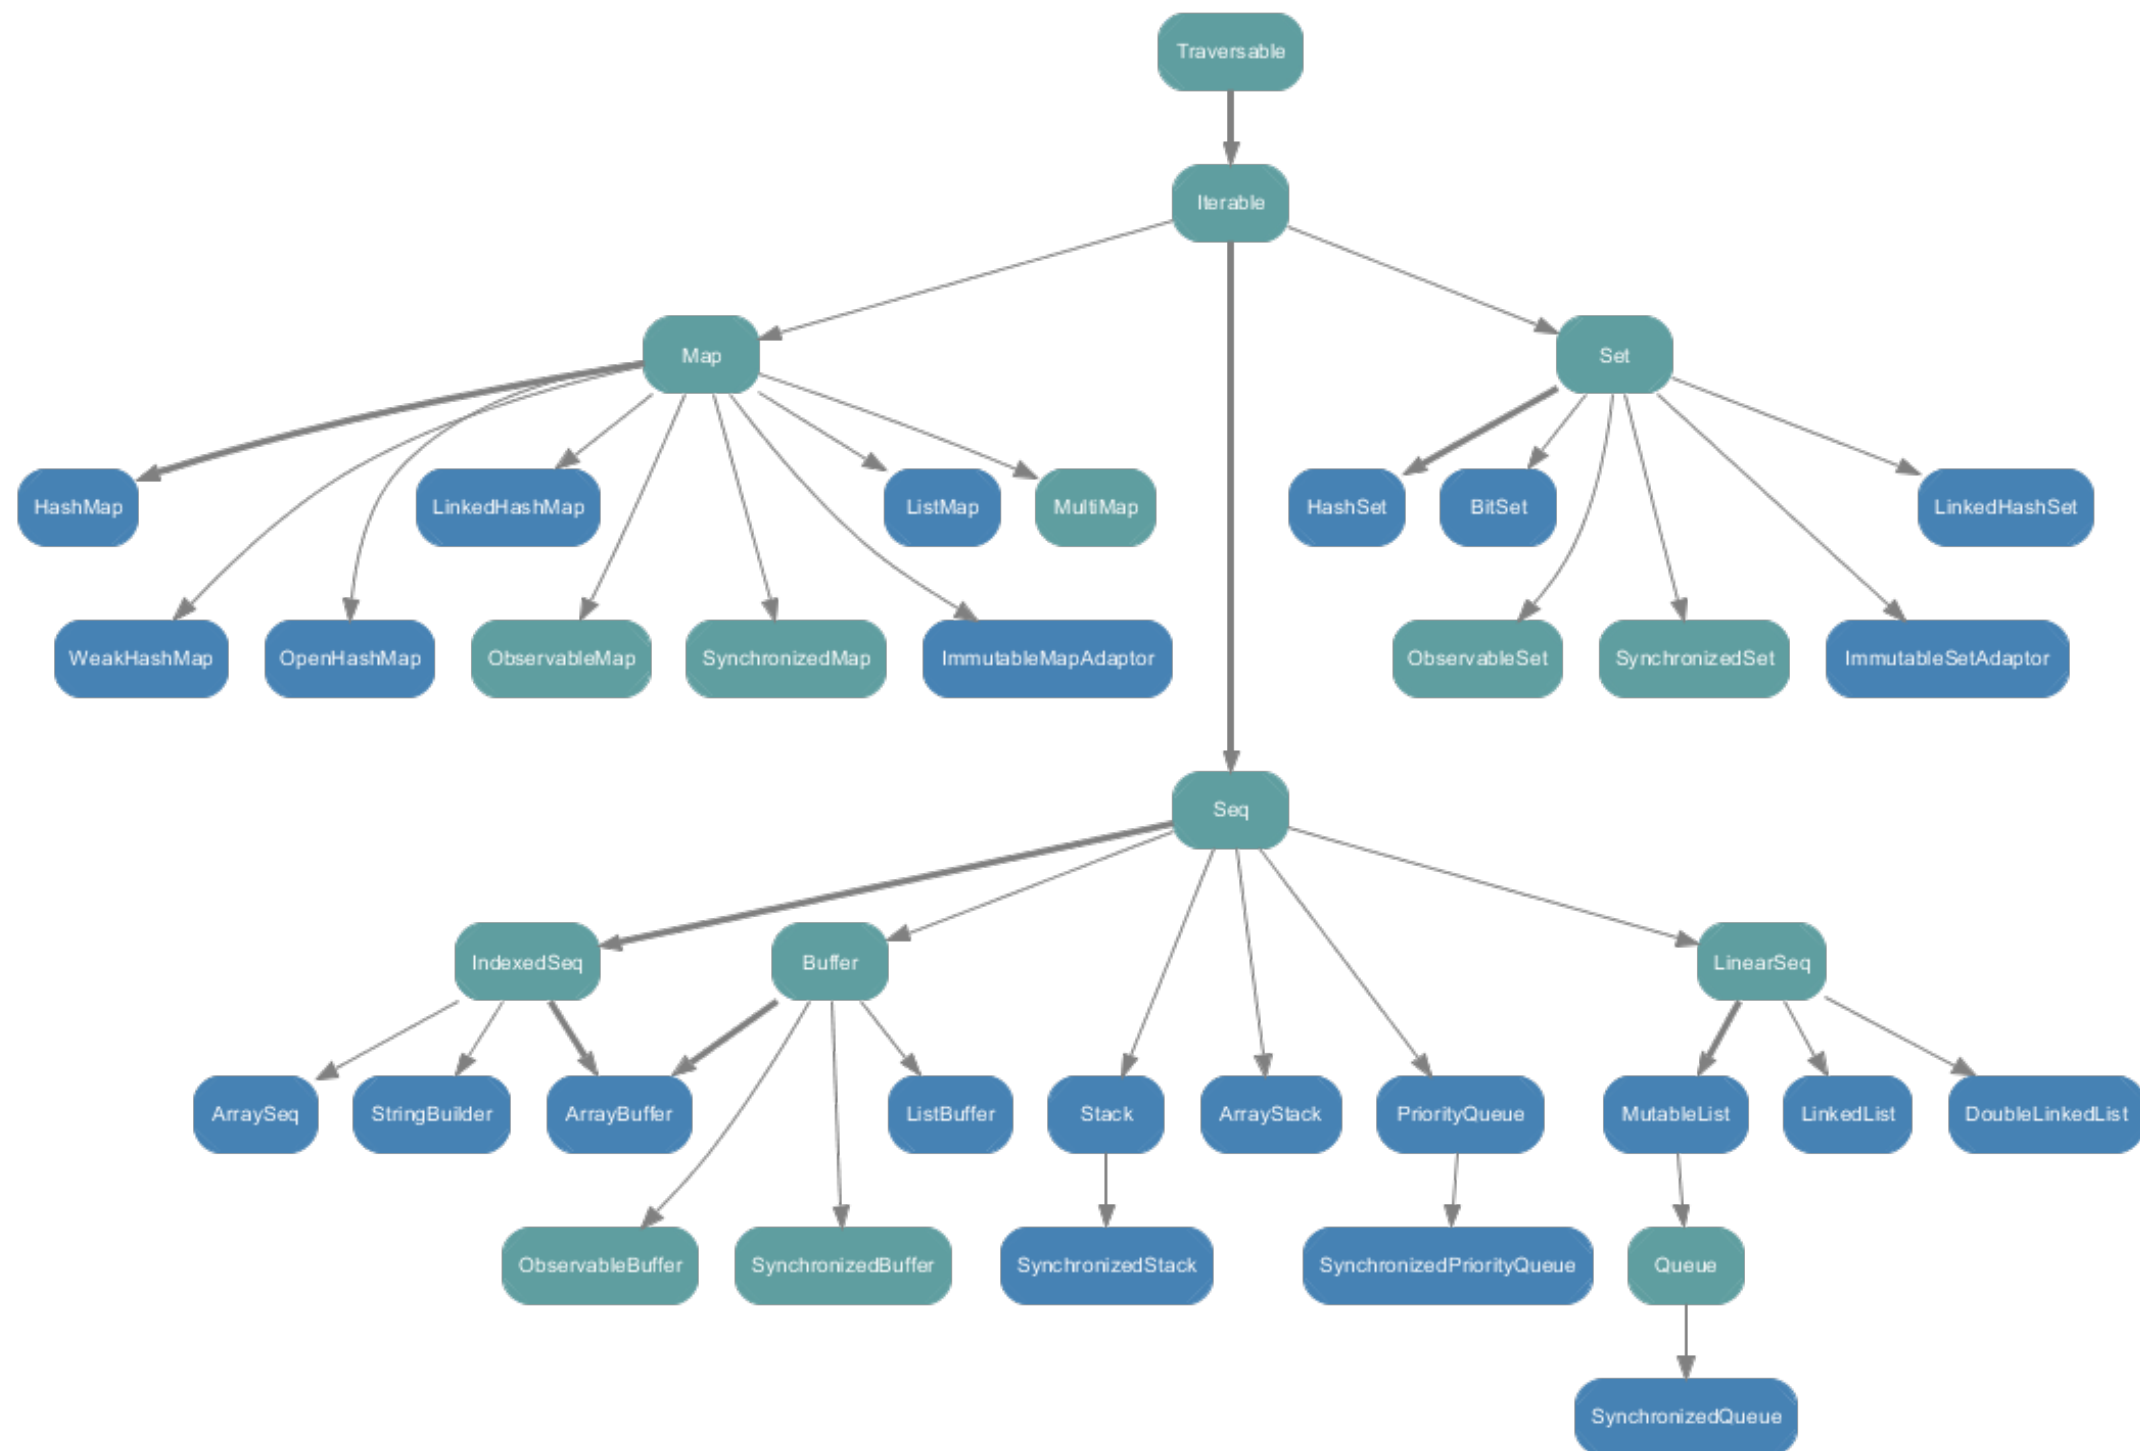 Traversable
Iterable
Map
Set
HashMap
LinkedHashMap
ListMap
MultiMap
HashSet
BitSet
LinkedHashSet
WeakHashMap
OpenHashMap
ObservableMap
SynchronizedMap
ImmutableMapAdaptor
ObservableSet
SynchronizedSet
ImmutableSetAdaptor
Seq
IndexedSeq
Buffer
LinearSeq
ArraySeq
StringBuilder
ArrayBuffer
ListBuffer
Stack
ArrayStack
PriorityQueue
MutableList
LinkedList
DoubleLinkedList
ObservableBuffer
SynchronizedBuffer
SynchronizedStack
SynchronizedPriorityQueue
Queue
SynchronizedQueue